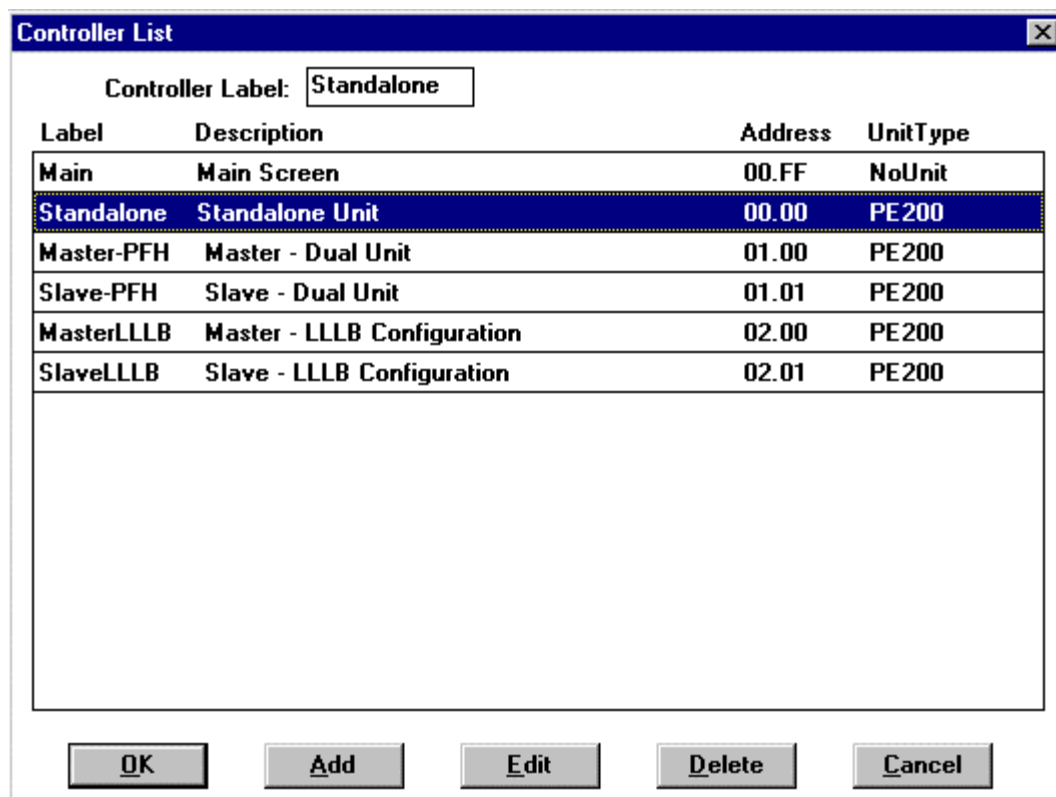 Controller List
Controller Label: Standalone
Label Description Address UnitType
Main Main Screen 00.FF NoUnit
Standalone Standalone Unit 00.00 PE200
Master-PFH Master - Dual Unit 01.00 PE200
Slave-PFH Slave - Dual Unit 01.01 PE200
MasterLLLB Master - LLLB Configuration 02.00 PE200
SlaveLLLB Slave - LLLB Configuration 02.01 PE200
OK Add Edit Delete Cancel